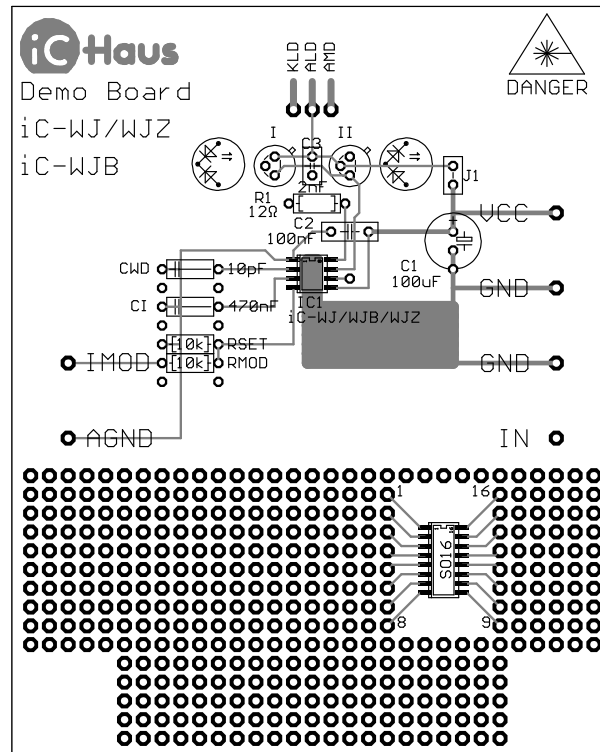 iC Haus
Demo Board
iC-WJ/WJZ
iC-WJB
KLD
ALD
AMD
DANGER
I
C3
II
2nF
J1
R1
12Ω
C2
100nF
VCC
CWD
10pF
C1
100uF
GND
CI
470nF
IC1
iC-WJ/WJB/WJZ
10k
RSET
IMOD
10k
RMOD
GND
AGND
IN
1
16
SO16
8
9